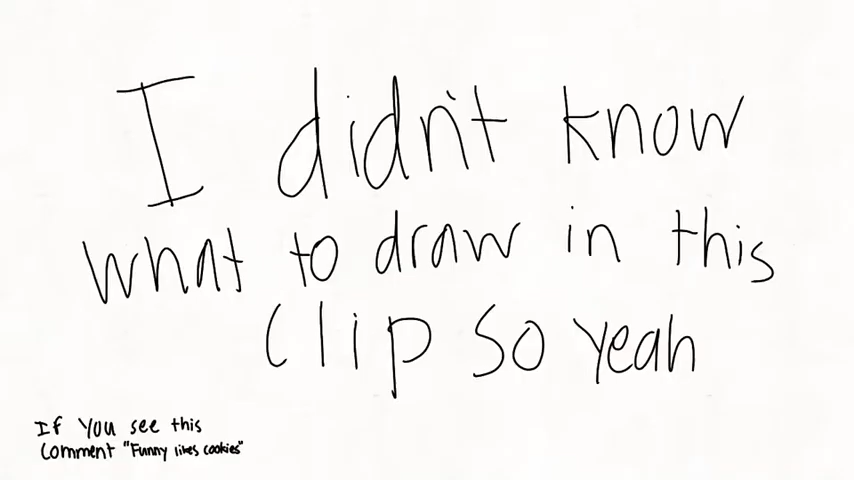 I didn't know
what to draw in this
clip so yeah
If you see this
comment "Funny likes cookies"